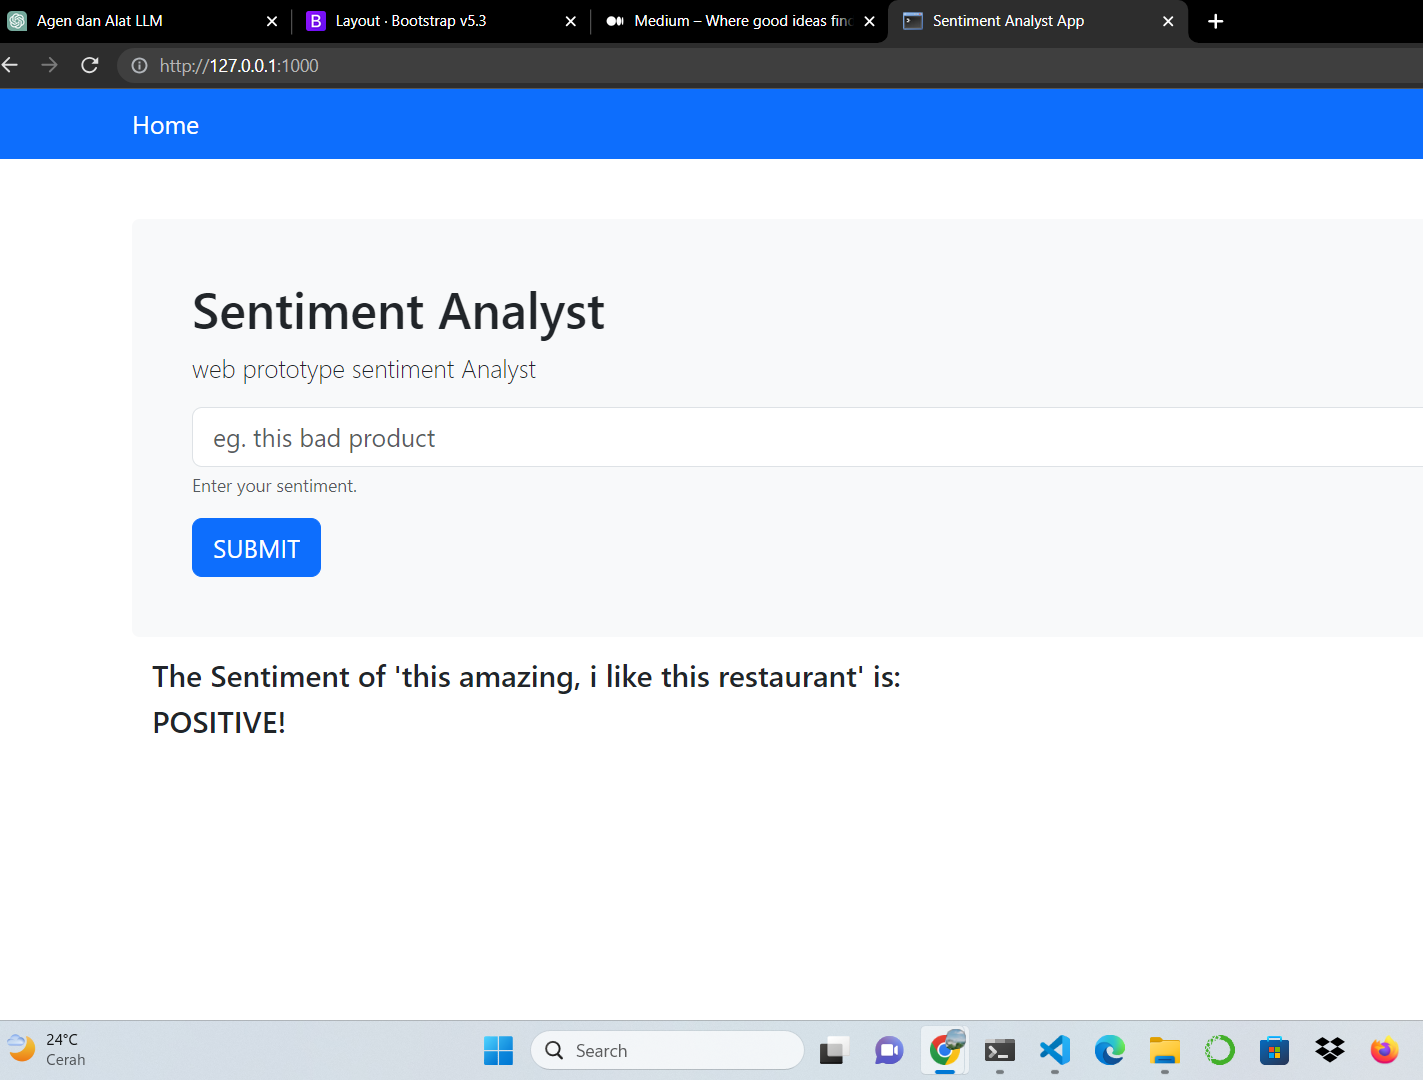 Agen dan Alat LLM
Layout · Bootstrap v5.3
Medium – Where good ideas find
Sentiment Analyst App
http://127.0.0.1:1000
Home
Sentiment Analyst
web prototype sentiment Analyst
eg. this bad product
Enter your sentiment.
SUBMIT
The Sentiment of 'this amazing, i like this restaurant' is:
POSITIVE!
24°C
Cerah
Search